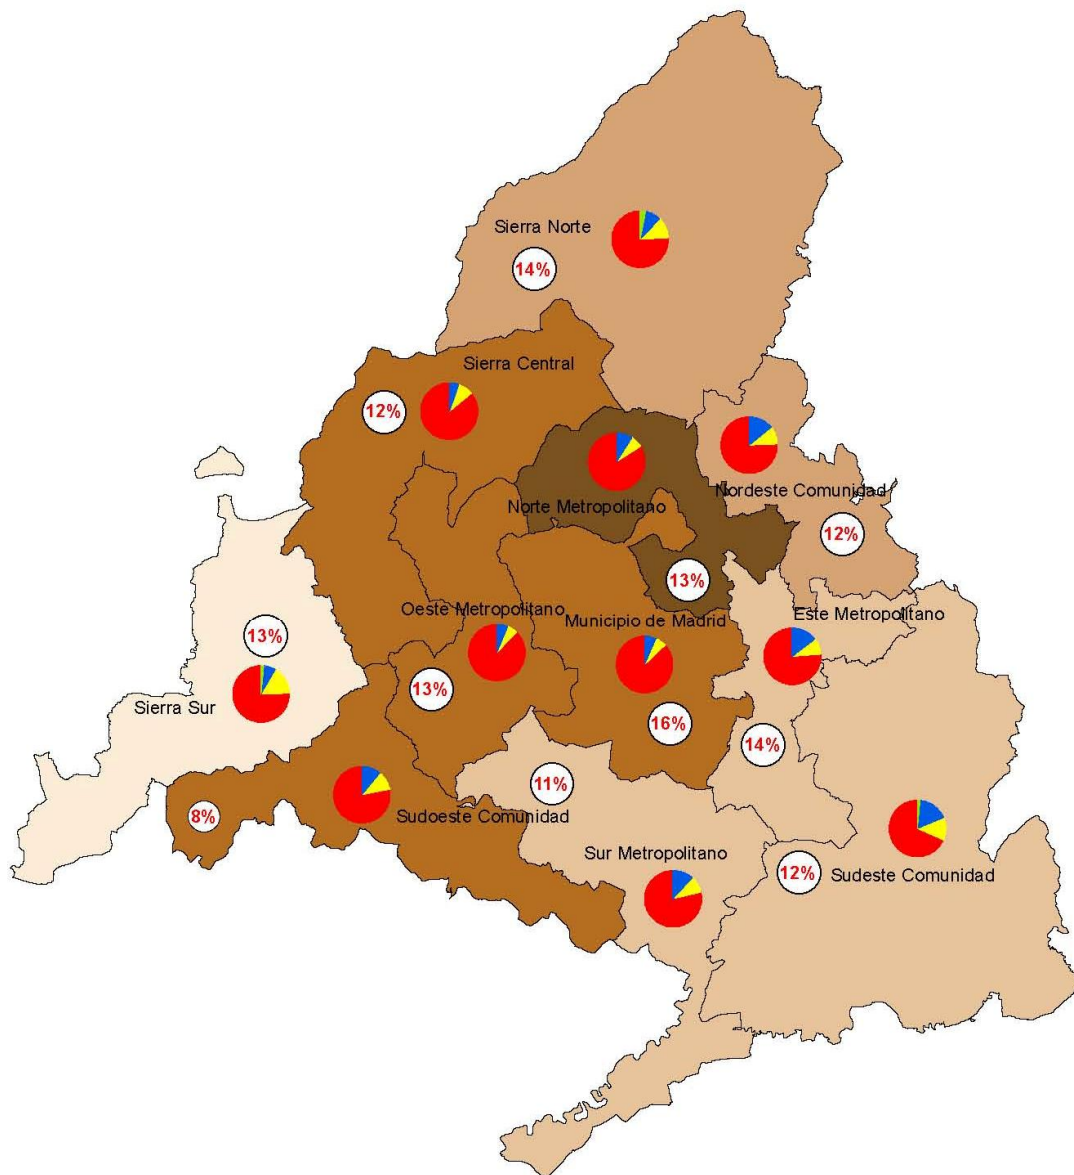 Sierra Norte
14%
Sierra Central
12%
Nordeste Comunidad
Norte Metropolitano
12%
13%
Oeste Metropolitano
Municipio de Madrid
Este Metropolitano
13%
13%
Sierra Sur
16%
14%
11%
8%
Sudoeste Comunidad
Sur Metropolitano
12%
Sudeste Comunidad